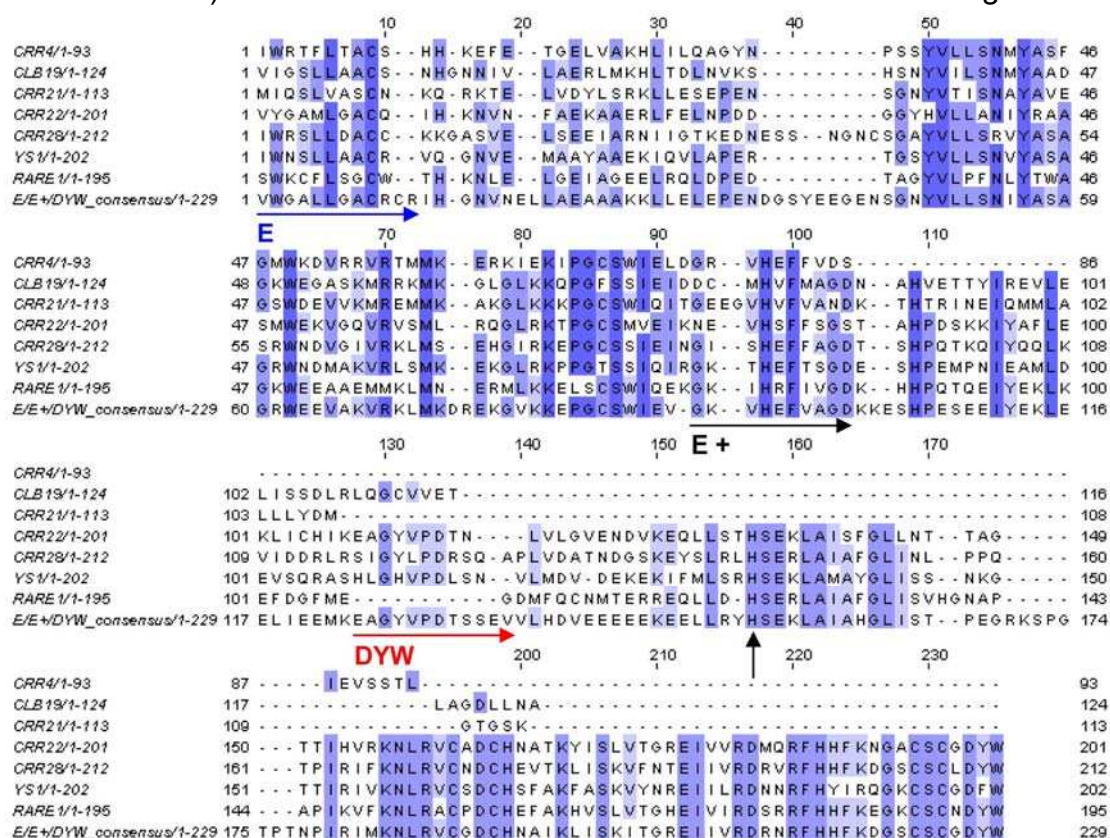 10 20 30 40 50
CRR4/1-93 1 IWRTFLTACS--HH-KEFE--TGELVAKHLILQAGYN---------PSSYVLLSNMYASF 46
CLB19/1-124 1 VIGSLLAACS--NHGNNIV--LAERLMKHLTDLNVKS---------HSNYVILSNMYAAD 47
CRR21/1-113 1 MIQSLVASCN--KQ-RKTE--LVDYLSRKLLESEPEN---------SGNYVTISNAYAVE 46
CRR22/1-201 1 VYGAMLGACQ--IH-KNVN--FAEKAAERLFELNPDD---------GGYHVLLANIYRAA 46
CRR28/1-212 1 IWRSLLDACC--KKGASVE--LSEEIARNIIGTKEDNESS--NGNCSGAYVLLSRVYASA 54
YS1/1-202 1 IWNSLLAACR--VQ-GNVE--MAAYAAEKIQVLAPER---------TGSYVLLSNVYASA 46
RARE1/1-195 1 SWKCFLSGCW--TH-KNLE--LGEIAGEELRQLDPED---------TAGYVLPFNLYTWA 46
E/E+/DYW_consensus/1-229 1 VWGALLGACRCRIH-GNVNELLAEAAAKKLLELEPENDGSYEEGENSGNYVLLSNIYASA 59
E
70 80 90 100 110
CRR4/1-93 47 GMWKDVRRVRTMMK--ERKIEKIPGCSWIELDGR--VHEFFVDS-------------- 86
CLB19/1-124 48 GKWEGASKMRRKMK--GLGLKKQPGFSSIEIDDC--MHVFMAGDN--AHVETTYIREVLE 101
CRR21/1-113 47 GSWDEVVKVREMMK--AKGLKKKPGCSWIQITGEEGVHVFVANDK--THTRINEIQMMLA 102
CRR22/1-201 47 SMWEKVGQVRVSML--RQGLRKTPGCSMVEIKNE--VHSFFSGST--AHPDSKKIYAFLE 100
CRR28/1-212 55 SRWNDVGIVRKLMS--EHGIRKEPGCSSIEING I--SHEFFAGDT--SHPQTKQIYQQLK 108
YS1/1-202 47 GRWNDMAKVRLSMK--EKGLRKPPGTSSIQIRGK--THEFTSGDE--SHPEMPNIEAMLD 100
RARE1/1-195 47 GKWEDAAEMMKLMN--ERMLKKELSCSWIQEKGK--IHRFIVGDK--HHPQTQEIYEKLK 100
E/E+/DYW_consensus/1-229 60 GRWEEVAKVRKLMKDREKGVKKEPGCSWIEV-GK--VHEFVAGDKKESHPESEEIYEKLE 116
E +
130 140 150 160 170
CRR4/1-93
CLB19/1-124 102 LISSDLRLQGCVVET-------------------------------------------- 116
CRR21/1-113 103 LLLYDM----------------------------------------------------- 108
CRR22/1-201 101 KLICHIKEAGYVPDTN---LVLGVENDVKEQLLSTHSEKLAISFGLLNT--TAG----- 149
CRR28/1-212 109 VIDDRLRSIGYLPDRSQ-APLVDATNDGSKEYSLRLHSEKLAIAFGLINL--PPQ----- 160
YS1/1-202 101 EVSQRASHLGHVPDLSN--VLMDV-DEKEKIFMLSRHSEKLAMAYGLISS--NKG----- 150
RARE1/1-195 101 EFDGFME-----------GDMFQCNMTERREQLLD-HSERLAIAFGLISVHGNAP----- 143
E/E+/DYW_consensus/1-229 117 ELIEEMKEAGYVPDTSSEVVLHDVEEEEEKEELLRYHSEKLAIAHGLIST--PEGRKSPG 174
DYW
200 210 220 230
CRR4/1-93 87 -----IEVSSTL------------------------------------------- 93
CLB19/1-124 117 -------------LAGDLLNA---------------------------------- 124
CRR21/1-113 109 ---------------GTGSK----------------------------------- 113
CRR22/1-201 150 ---TTIHVRKNLRVCADCHNATKYISLVTGREIVVRDMQRFHHFKNGACSCGDYW 201
CRR28/1-212 161 ---TPIRIFKNLRVCNDCHEVTKLISKVFNTEIIVRDRVRFHHFKDGSCSCLDYW 212
YS1/1-202 151 ---TTIRIVKNLRVCSDCHSFAKFASKVYNREIILRDNNRFHYIRQGKCSCGDFW 202
RARE1/1-195 144 ---APIKVFKNLRACPDCHEFAKHVSLVTGHEIVIRDSRRFHHFKEGKCSCNDYW 195
E/E+/DYW_consensus/1-229 175 TPTNPIRIMKNLRVCGDCHNAIKLISKITGREIVVRDRNRFHHFKDGSCSCGDYW 229